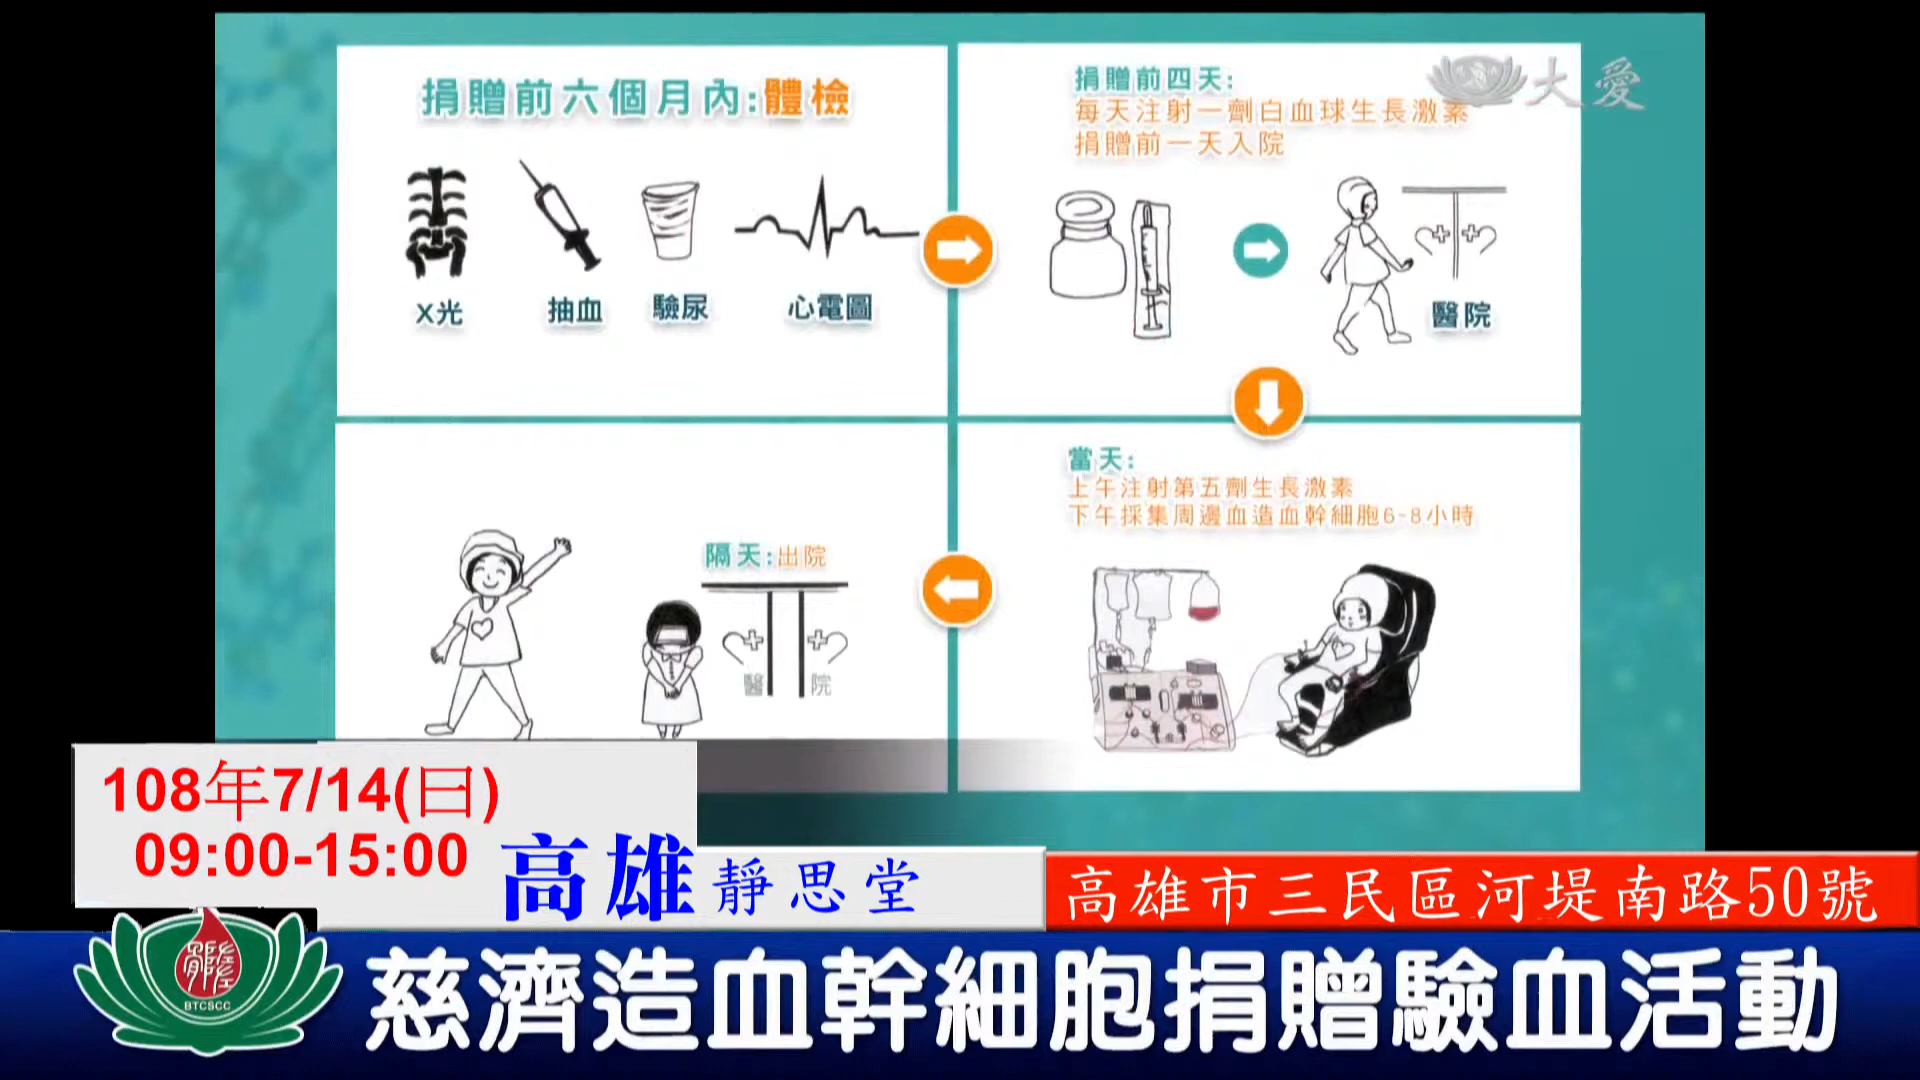 捐贈前六個月內:體檢
X光
抽血
驗尿
心電圖
捐贈前四天:
每天注射一劑白血球生長激素
捐贈前一天入院
大愛
醫院
當天:
上午注射第五劑生長激素
下午採集周邊血造血幹細胞6-8小時
隔天:出院
醫 院
108年7/14(日)
09:00-15:00
高雄靜思堂
高雄市三民區河堤南路50號
BTCSCC
慈濟造血幹細胞捐贈驗血活動